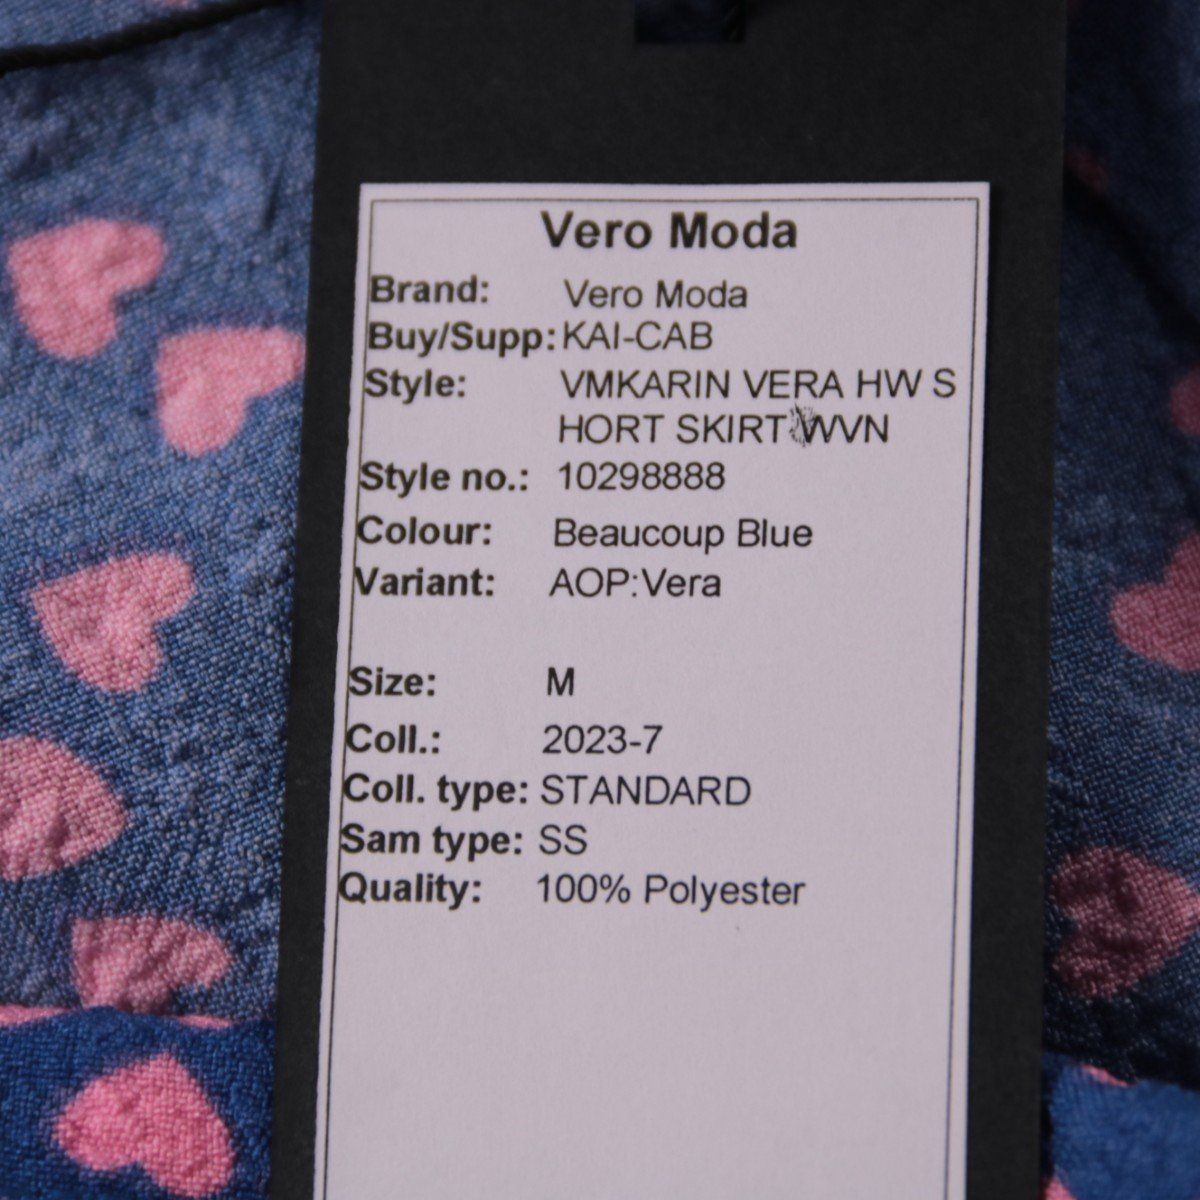 Vero Moda
Brand: Vero Moda
Buy/Supp: KAI-CAB
Style: VMKARIN VERA HW S
HORT SKIRT WVN
Style no.: 10298888
Colour: Beaucoup Blue
Variant: AOP:Vera
Size: M
Coll.: 2023-7
Coll. type: STANDARD
Sam type: SS
Quality: 100% Polyester